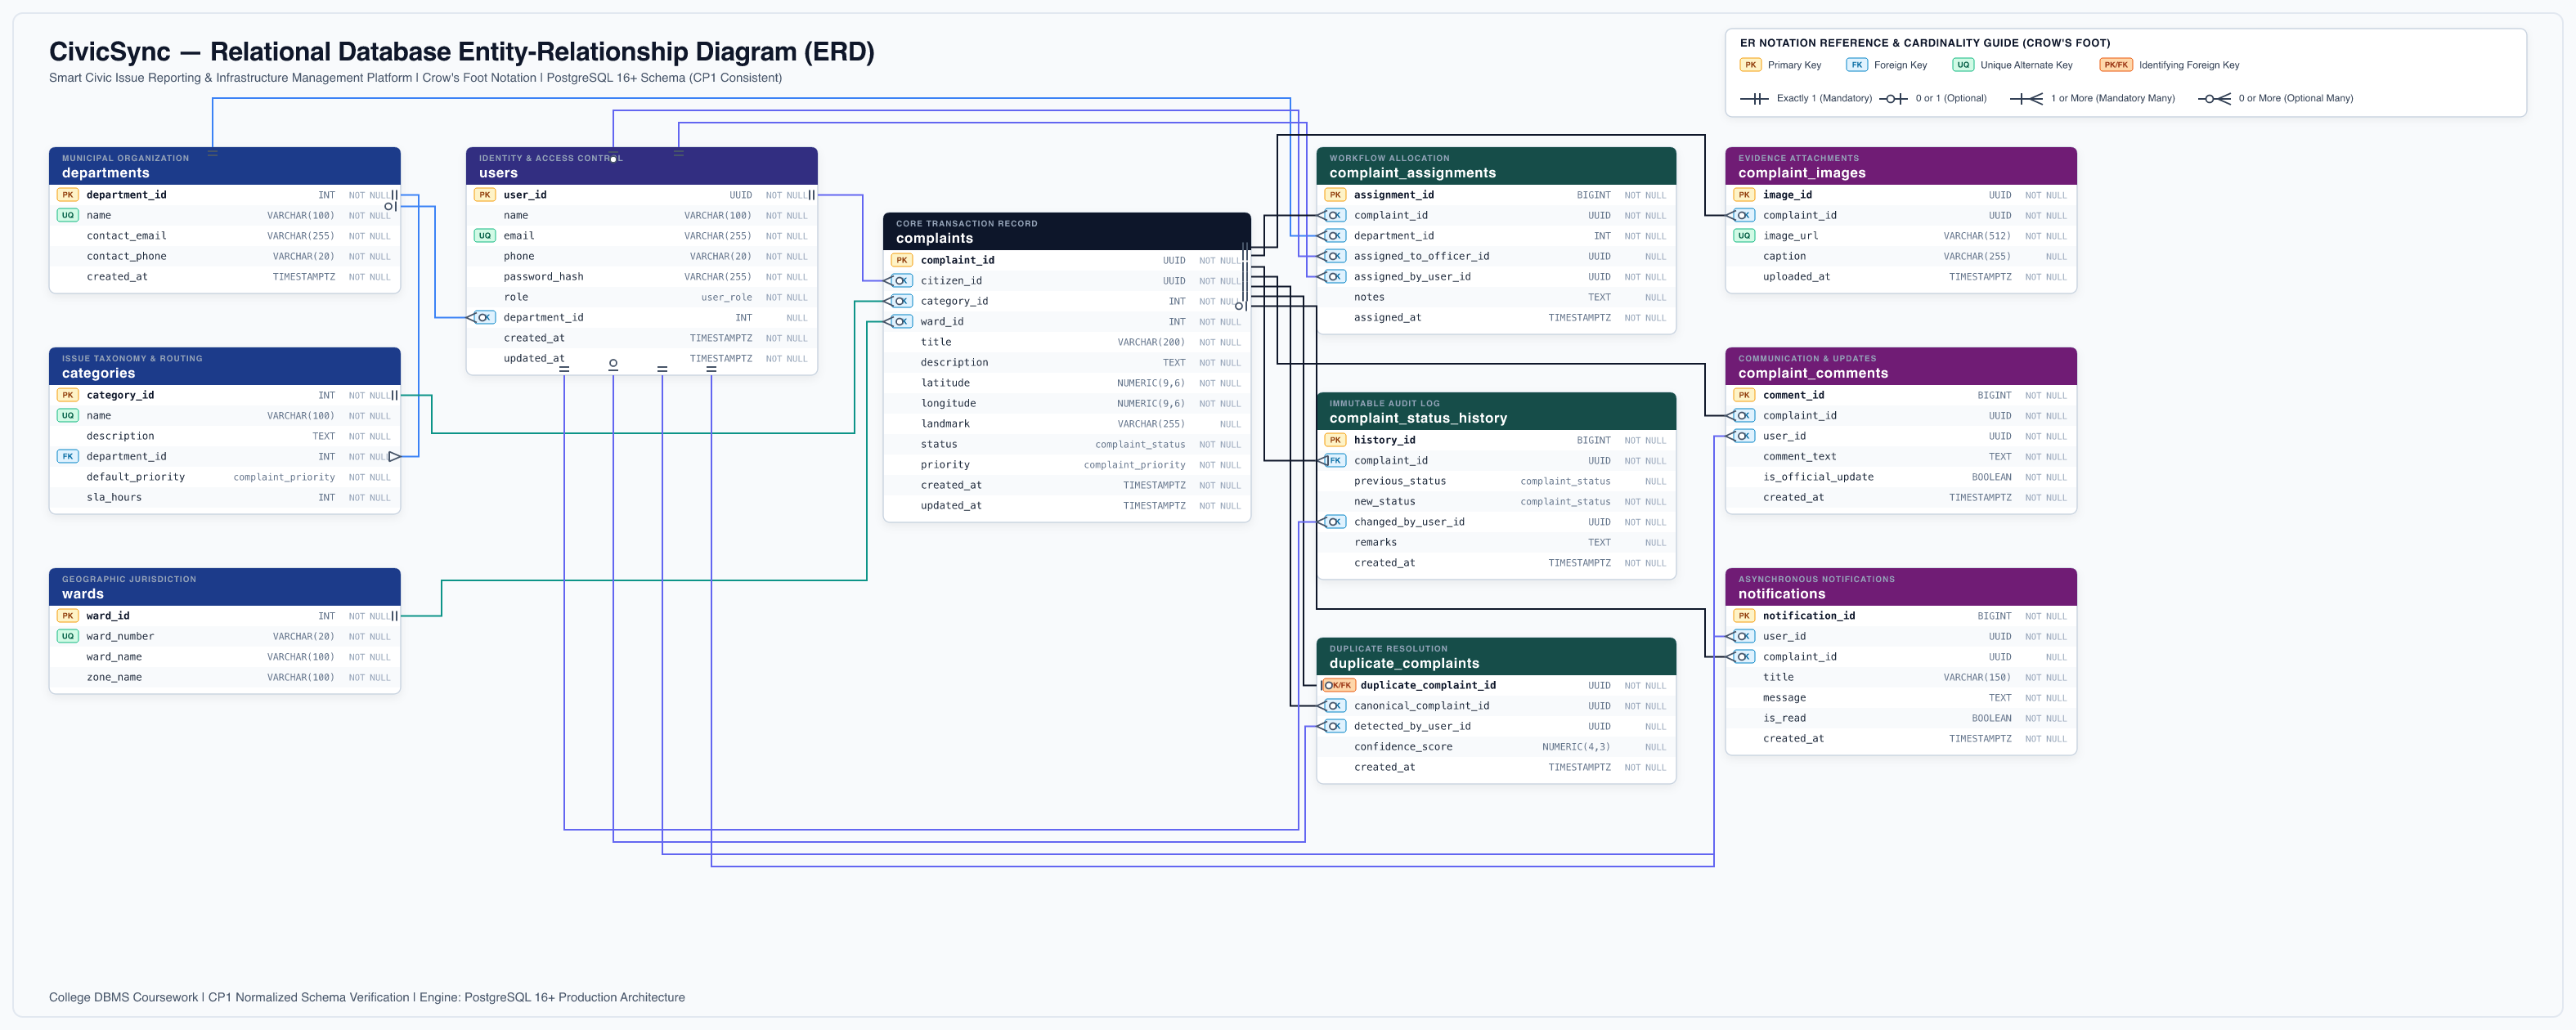 CivicSync — Relational Database Entity-Relationship Diagram (ERD)
Smart Civic Issue Reporting & Infrastructure Management Platform | Crow's Foot Notation | PostgreSQL 16+ Schema (CP1 Consistent)
ER NOTATION REFERENCE & CARDINALITY GUIDE (CROW'S FOOT)
PK Primary Key FK Foreign Key UQ Unique Alternate Key PK/FK Identifying Foreign Key
Exactly 1 (Mandatory) 0 or 1 (Optional) 1 or More (Mandatory Many) 0 or More (Optional Many)
MUNICIPAL ORGANIZATION
departments
PK department_id INT NOT NULL
UQ name VARCHAR(100) NOT NULL
contact_email VARCHAR(255) NOT NULL
contact_phone VARCHAR(20) NOT NULL
created_at TIMESTAMPTZ NOT NULL
ISSUE TAXONOMY & ROUTING
categories
PK category_id INT NOT NULL
UQ name VARCHAR(100) NOT NULL
description TEXT NOT NULL
FK department_id INT NOT NULL
default_priority complaint_priority NOT NULL
sla_hours INT NOT NULL
GEOGRAPHIC JURISDICTION
wards
PK ward_id INT NOT NULL
UQ ward_number VARCHAR(20) NOT NULL
ward_name VARCHAR(100) NOT NULL
zone_name VARCHAR(100) NOT NULL
IDENTITY & ACCESS CONTROL
users
PK user_id UUID NOT NULL
name VARCHAR(100) NOT NULL
UQ email VARCHAR(255) NOT NULL
phone VARCHAR(20) NOT NULL
password_hash VARCHAR(255) NOT NULL
role user_role NOT NULL
department_id INT NULL
created_at TIMESTAMPTZ NOT NULL
updated_at TIMESTAMPTZ NOT NULL
CORE TRANSACTION RECORD
complaints
PK complaint_id UUID NOT NULL
citizen_id UUID NOT NULL
category_id INT NOT NULL
ward_id INT NOT NULL
title VARCHAR(200) NOT NULL
description TEXT NOT NULL
latitude NUMERIC(9,6) NOT NULL
longitude NUMERIC(9,6) NOT NULL
landmark VARCHAR(255) NULL
status complaint_status NOT NULL
priority complaint_priority NOT NULL
created_at TIMESTAMPTZ NOT NULL
updated_at TIMESTAMPTZ NOT NULL
WORKFLOW ALLOCATION
complaint_assignments
PK assignment_id BIGINT NOT NULL
complaint_id UUID NOT NULL
department_id INT NOT NULL
assigned_to_officer_id UUID NULL
assigned_by_user_id UUID NOT NULL
notes TEXT NULL
assigned_at TIMESTAMPTZ NOT NULL
IMMUTABLE AUDIT LOG
complaint_status_history
PK history_id BIGINT NOT NULL
FK complaint_id UUID NOT NULL
previous_status complaint_status NULL
new_status complaint_status NOT NULL
changed_by_user_id UUID NOT NULL
remarks TEXT NULL
created_at TIMESTAMPTZ NOT NULL
DUPLICATE RESOLUTION
duplicate_complaints
duplicate_complaint_id UUID NOT NULL
canonical_complaint_id UUID NOT NULL
detected_by_user_id UUID NULL
confidence_score NUMERIC(4,3) NULL
created_at TIMESTAMPTZ NOT NULL
EVIDENCE ATTACHMENTS
complaint_images
PK image_id UUID NOT NULL
complaint_id UUID NOT NULL
UQ image_url VARCHAR(512) NOT NULL
caption VARCHAR(255) NULL
uploaded_at TIMESTAMPTZ NOT NULL
COMMUNICATION & UPDATES
complaint_comments
PK comment_id BIGINT NOT NULL
complaint_id UUID NOT NULL
user_id UUID NOT NULL
comment_text TEXT NOT NULL
is_official_update BOOLEAN NOT NULL
created_at TIMESTAMPTZ NOT NULL
ASYNCHRONOUS NOTIFICATIONS
notifications
PK notification_id BIGINT NOT NULL
user_id UUID NOT NULL
complaint_id UUID NULL
title VARCHAR(150) NOT NULL
message TEXT NOT NULL
is_read BOOLEAN NOT NULL
created_at TIMESTAMPTZ NOT NULL
College DBMS Coursework | CP1 Normalized Schema Verification | Engine: PostgreSQL 16+ Production Architecture